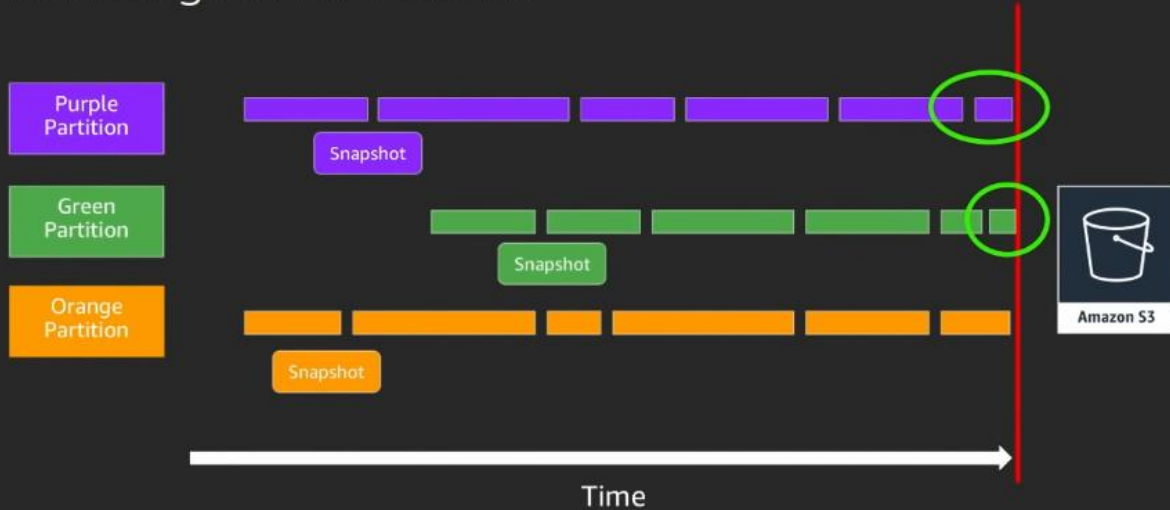 Purple
Partition
Snapshot
Green
Partition
Snapshot
Orange
Partition
Snapshot
Amazon S3
Time